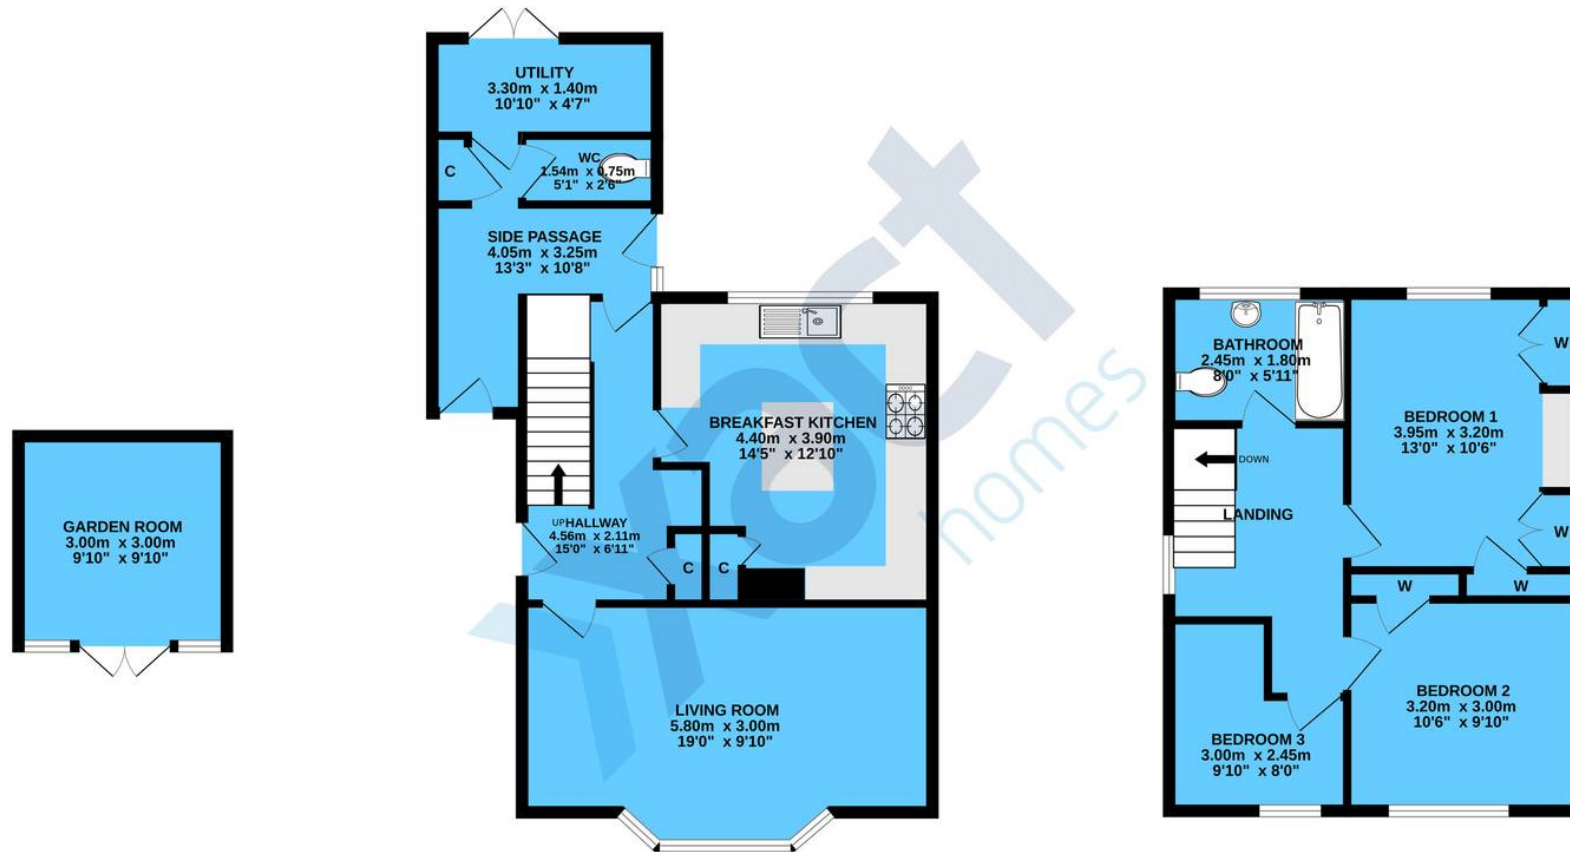 UTILITY
3.30m x 1.40m
10'10" x 4'7"
WC
1.54m x 0.75m
5'1" x 2'6"
C
SIDE PASSAGE
4.05m x 3.25m
13'3" x 10'8"
BREAKFAST KITCHEN
4.40m x 3.90m
14'5" x 12'10"
UP
HALLWAY
4.56m x 2.11m
15'0" x 6'11"
C
C
LIVING ROOM
5.80m x 3.00m
19'0" x 9'10"
GARDEN ROOM
3.00m x 3.00m
9'10" x 9'10"
BATHROOM
2.45m x 1.80m
8'0" x 5'11"
W
BEDROOM 1
3.95m x 3.20m
13'0" x 10'6"
DOWN
LANDING
W
W
W
BEDROOM 2
3.20m x 3.00m
10'6" x 9'10"
BEDROOM 3
3.00m x 2.45m
9'10" x 8'0"
Xact
homes